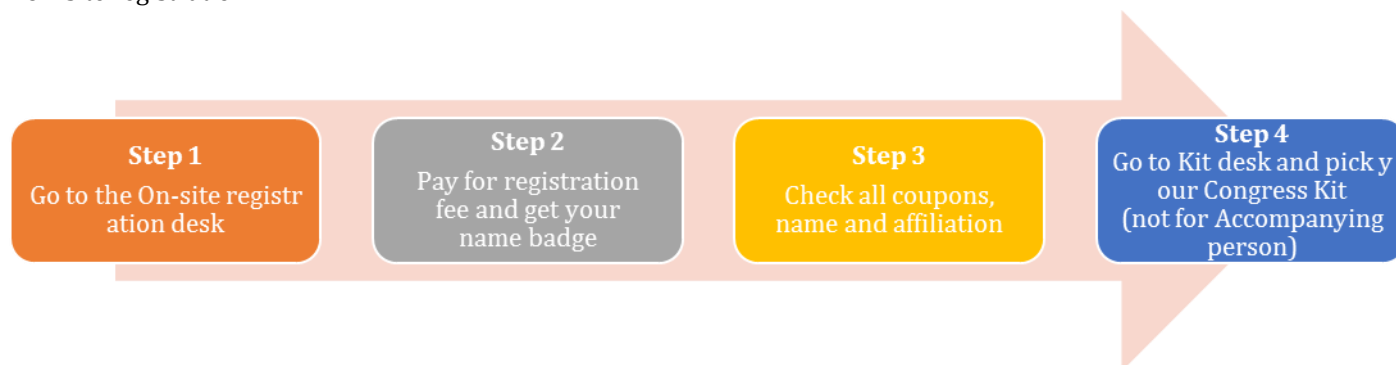 Step 1
Go to the On-site registr
ation desk
Step 2
Pay for registration
fee and get your
name badge
Step 3
Check all coupons,
name and affiliation
Step 4
Go to Kit desk and pick y
our Congress Kit
(not for Accompanying
person)